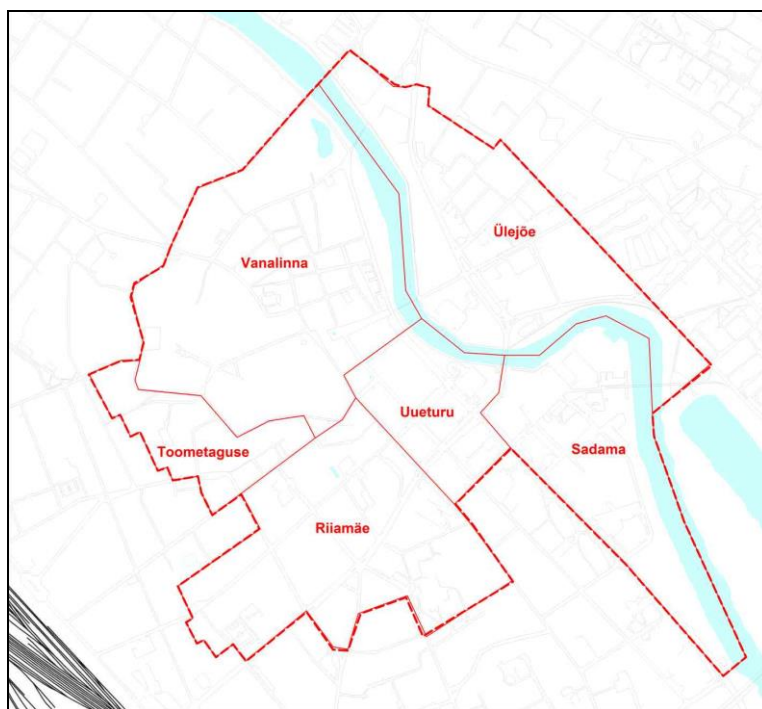 Ülejõe
Vanalinna
Uueturu
Toometaguse
Sadama
Riiamäe